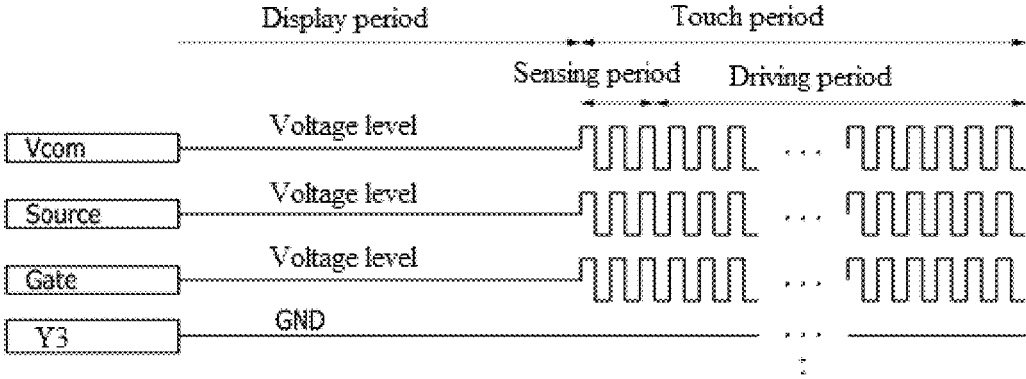 Display period
Touch period
Sensing period
Driving period
Vcom
Voltage level
. . .
Source
Voltage level
. . .
Gate
Voltage level
. . .
Y3
GND
. . .